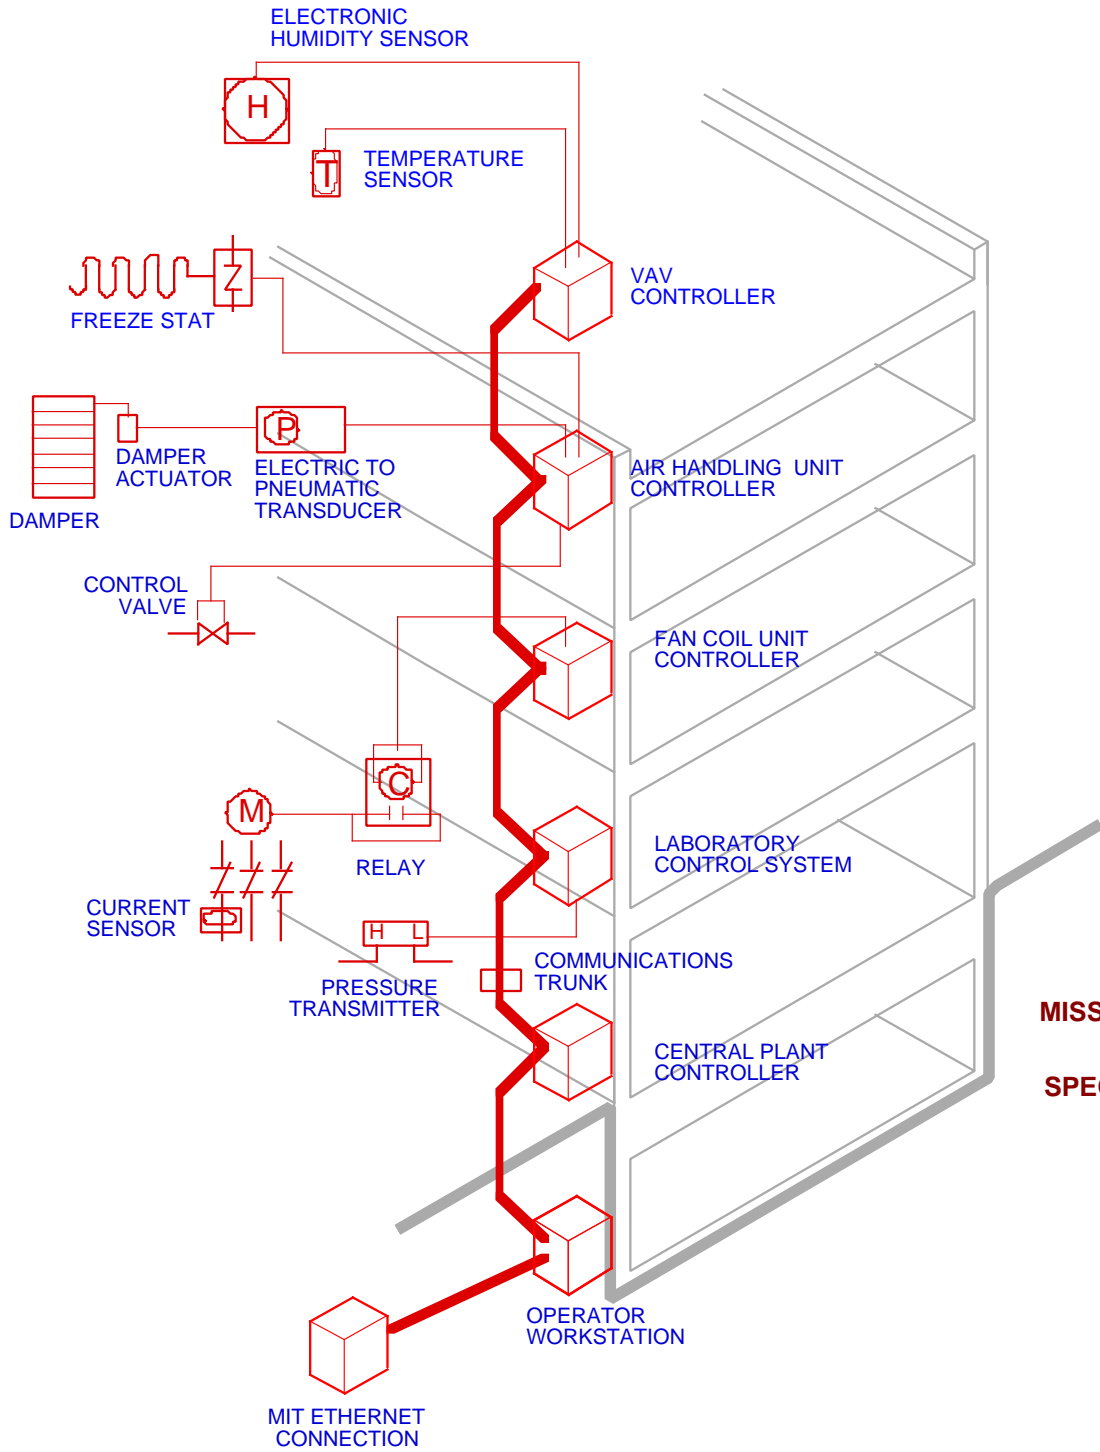 ELECTRONIC
HUMIDITY SENSOR
H
TEMPERATURE
SENSOR
T
Z
FREEZE STAT
VAV
CONTROLLER
P
DAMPER
ACTUATOR
ELECTRIC TO
PNEUMATIC
TRANSDUCER
DAMPER
AIR HANDLING UNIT
CONTROLLER
CONTROL
VALVE
FAN COIL UNIT
CONTROLLER
C
M
RELAY
LABORATORY
CONTROL SYSTEM
CURRENT
SENSOR
H L
PRESSURE
TRANSMITTER
COMMUNICATIONS
TRUNK
CENTRAL PLANT
CONTROLLER
MISS
SPEC
OPERATOR
WORKSTATION
MIT ETHERNET
CONNECTION